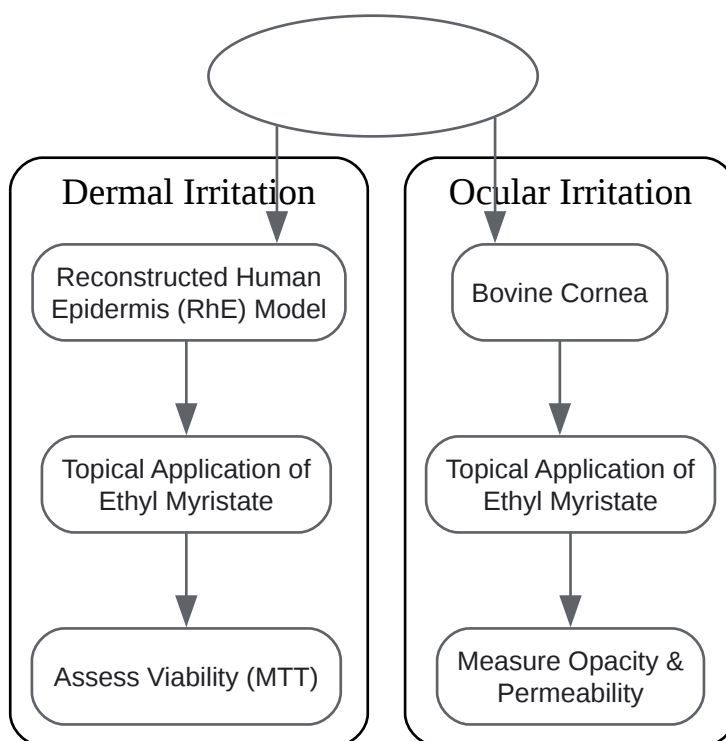 Dermal Irritation
Reconstructed Human
Epidermis (RhE) Model
Topical Application of
Ethyl Myristate
Assess Viability (MTT)
Ocular Irritation
Bovine Cornea
Topical Application of
Ethyl Myristate
Measure Opacity &
Permeability